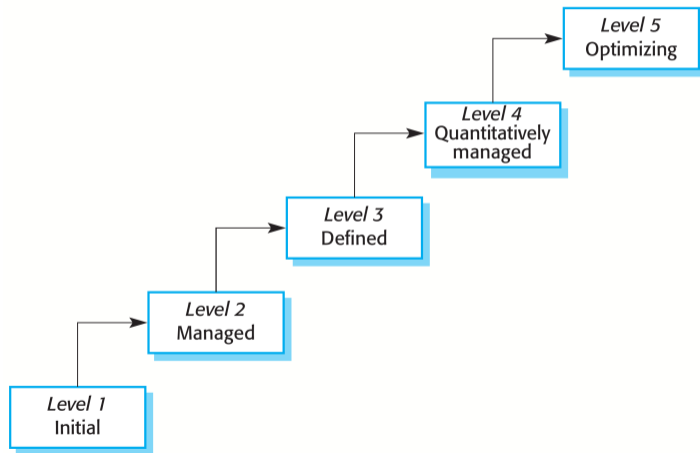 Level 5
Optimizing
Level 4
Quantitatively
managed
Level 3
Defined
Level 2
Managed
Level 1
Initial